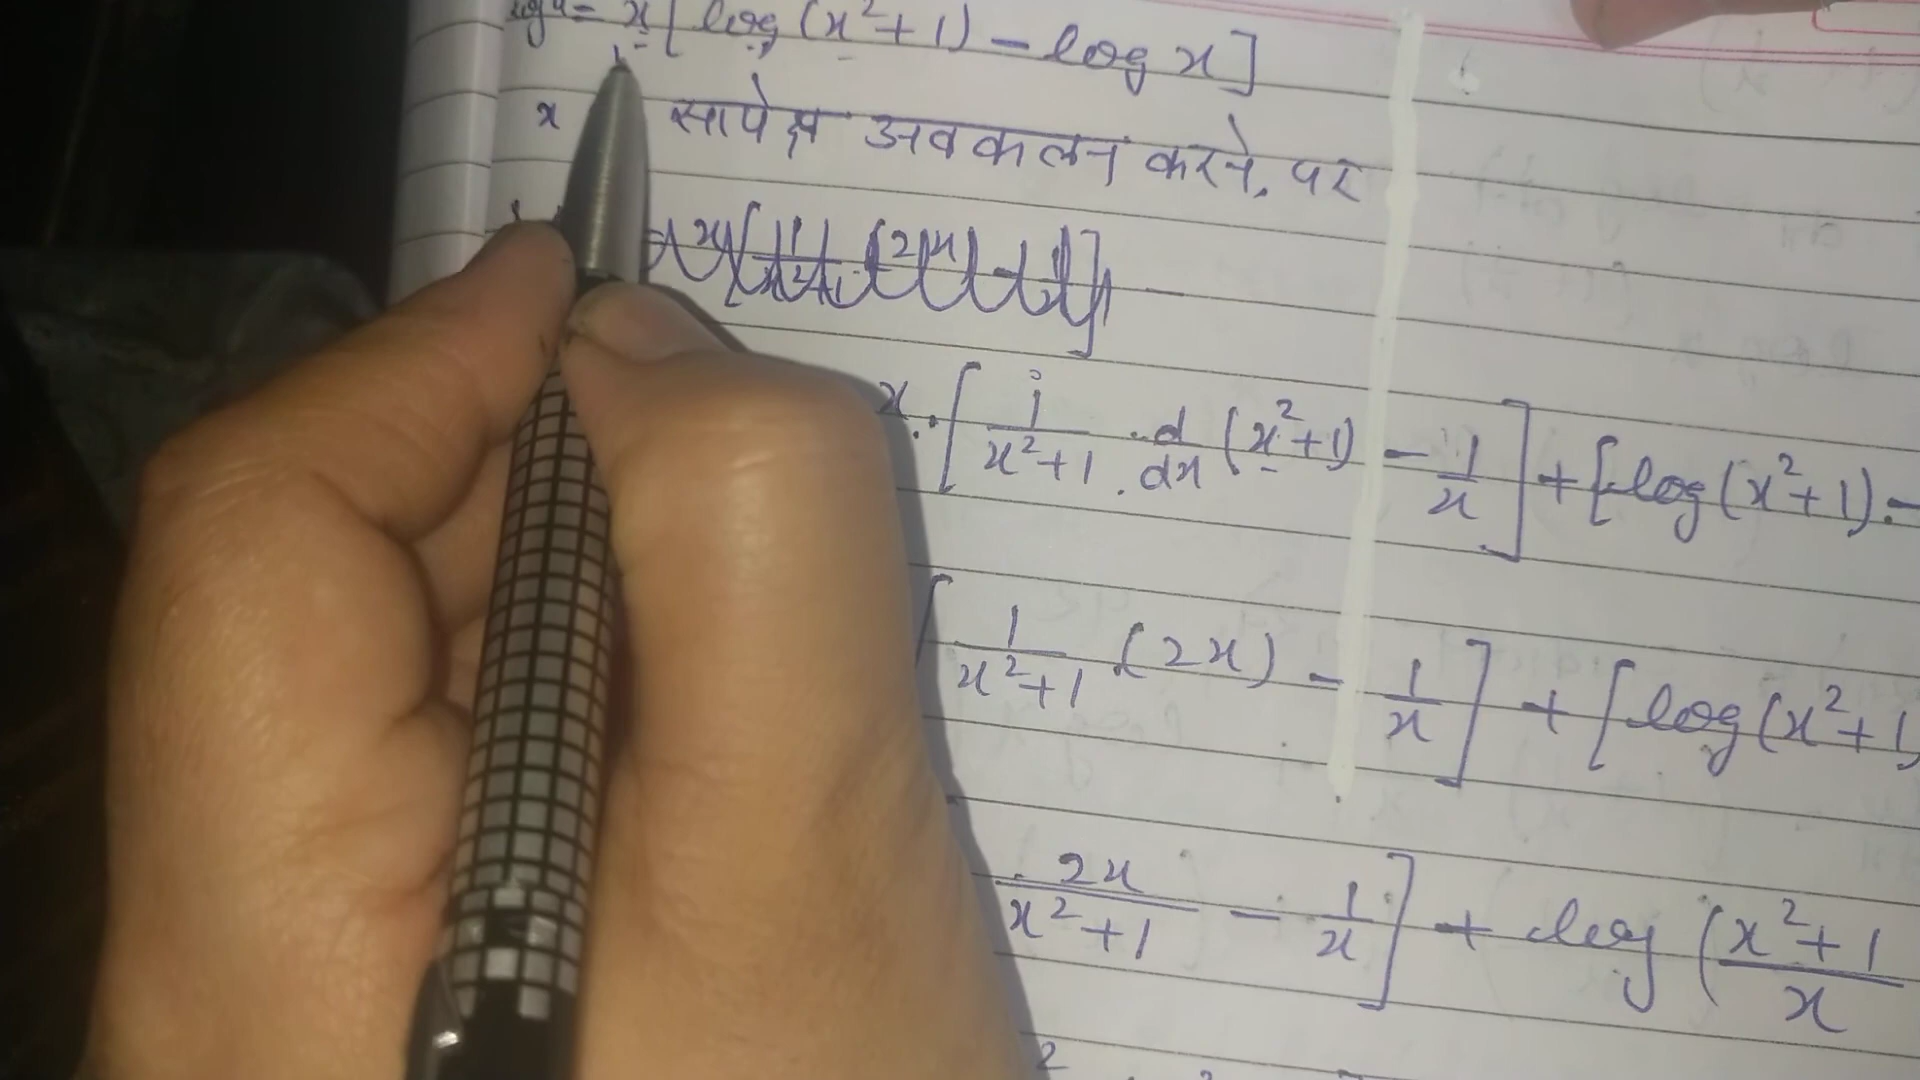 log u = x [log (x²+1) - log x]
x सापेक्ष अवकलन करने पर
x · [1/(x²+1) · d/dx (x²+1) - 1/x] + [log (x²+1) -
[1/(x²+1) · (2x) - 1/x] + [log (x²+1)
2x/(x²+1) - 1/x] + log (x²+1/x